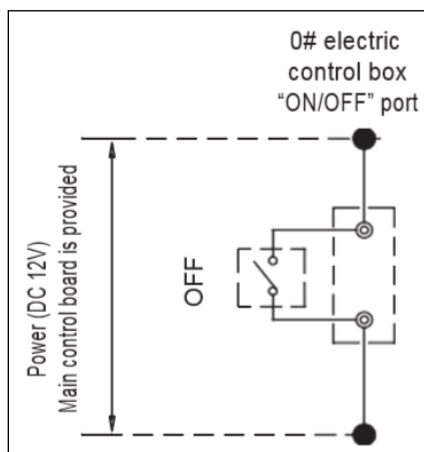 0# electric
control box
“ON/OFF” port
Power (DC 12V)
Main control board is provided
OFF